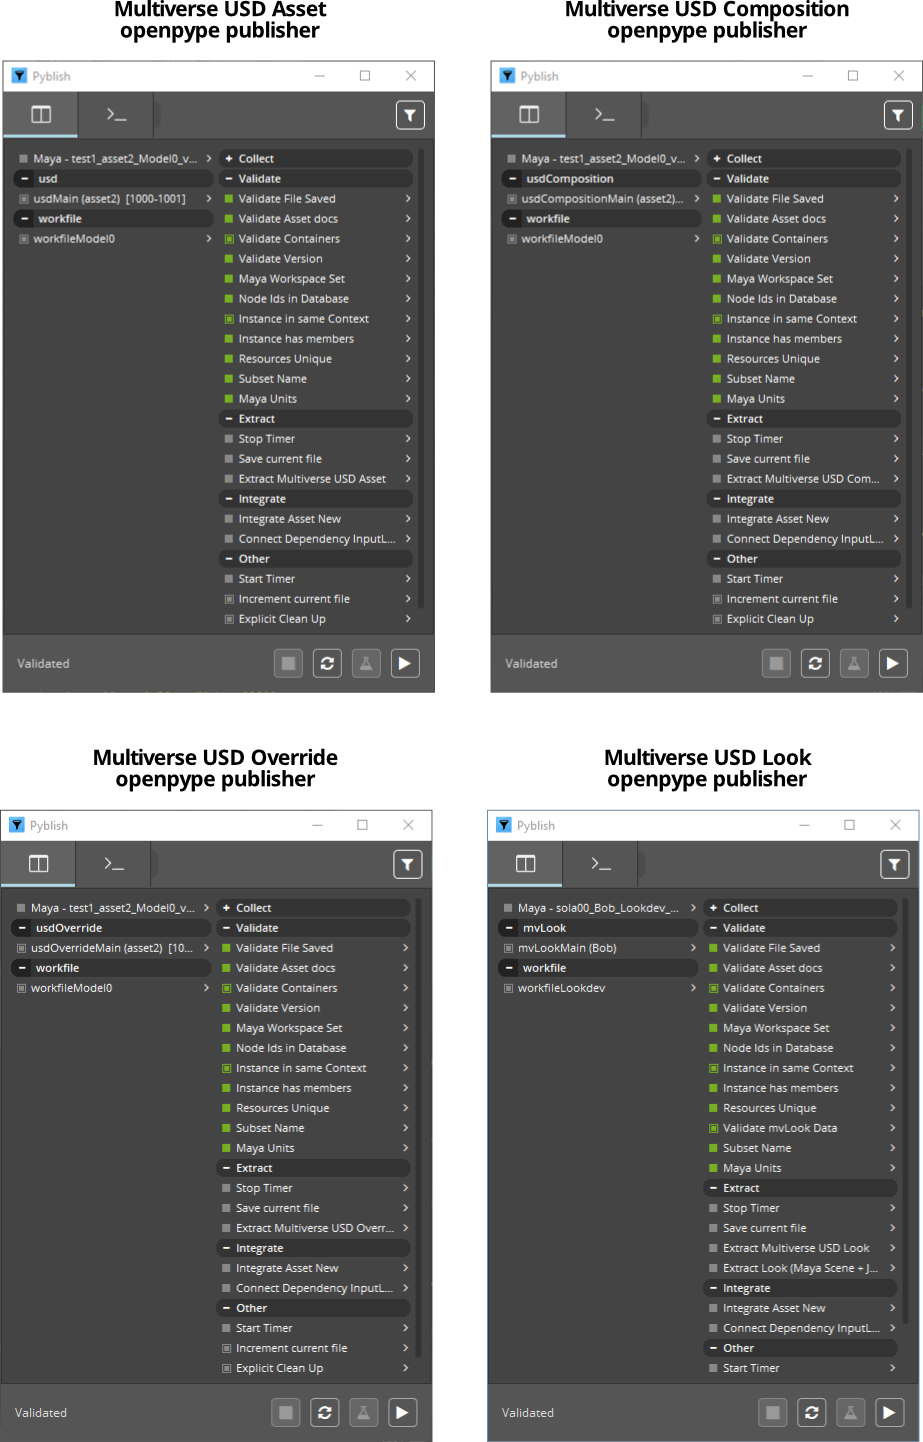 Multiverse USD Asset
openpype publisher
Pyblish
Maya - test1_asset2_Model0_v...
usd
usdMain (asset2) [1000-1001]
workfile
workfileModel0
Collect
Validate
Validate File Saved
Validate Asset docs
Validate Containers
Validate Version
Maya Workspace Set
Node Ids in Database
Instance in same Context
Instance has members
Resources Unique
Subset Name
Maya Units
Extract
Stop Timer
Save current file
Extract Multiverse USD Asset
Integrate
Integrate Asset New
Connect Dependency InputL...
Other
Start Timer
Increment current file
Explicit Clean Up
Validated
Multiverse USD Composition
openpype publisher
Pyblish
Maya - test1_asset2_Model0_v...
usdComposition
usdCompositionMain (asset2)...
workfile
workfileModel0
Collect
Validate
Validate File Saved
Validate Asset docs
Validate Containers
Validate Version
Maya Workspace Set
Node Ids in Database
Instance in same Context
Instance has members
Resources Unique
Subset Name
Maya Units
Extract
Stop Timer
Save current file
Extract Multiverse USD Com...
Integrate
Integrate Asset New
Connect Dependency InputL...
Other
Start Timer
Increment current file
Explicit Clean Up
Validated
Multiverse USD Override
openpype publisher
Pyblish
Maya - test1_asset2_Model0_v...
usdOverride
usdOverrideMain (asset2) [10...
workfile
workfileModel0
Collect
Validate
Validate File Saved
Validate Asset docs
Validate Containers
Validate Version
Maya Workspace Set
Node Ids in Database
Instance in same Context
Instance has members
Resources Unique
Subset Name
Maya Units
Extract
Stop Timer
Save current file
Extract Multiverse USD Overr...
Integrate
Integrate Asset New
Connect Dependency InputL...
Other
Start Timer
Increment current file
Explicit Clean Up
Validated
Multiverse USD Look
openpype publisher
Pyblish
Maya - sola00_Bob_Lookdev_...
mvLook
mvLookMain (Bob)
workfile
workfileLookdev
Collect
Validate
Validate File Saved
Validate Asset docs
Validate Containers
Validate Version
Maya Workspace Set
Node Ids in Database
Instance in same Context
Instance has members
Resources Unique
Validate mvLook Data
Subset Name
Maya Units
Extract
Stop Timer
Save current file
Extract Multiverse USD Look
Extract Look (Maya Scene + J...
Integrate
Integrate Asset New
Connect Dependency InputL...
Other
Start Timer
Validated